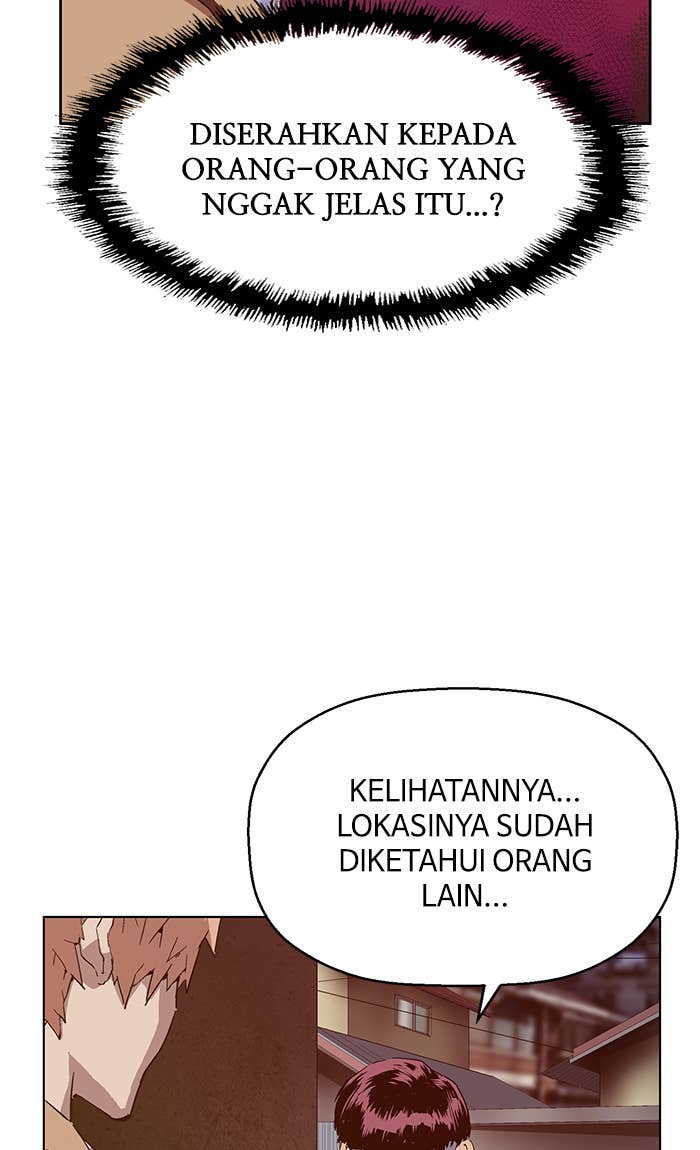 DISERAHKAN KEPADA
ORANG-ORANG YANG
NGGAK JELAS ITU...?
KELIHATANNYA...
LOKASINYA SUDAH
DIKETAHUI ORANG
LAIN...